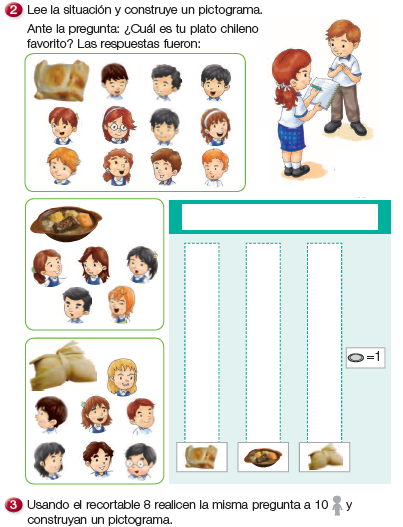 2 Lee la situación y construye un pictograma.
Ante la pregunta: ¿Cuál es tu plato chileno
favorito? Las respuestas fueron:
=1
3 Usando el recortable 8 realicen la misma pregunta a 10 y
construyan un pictograma.